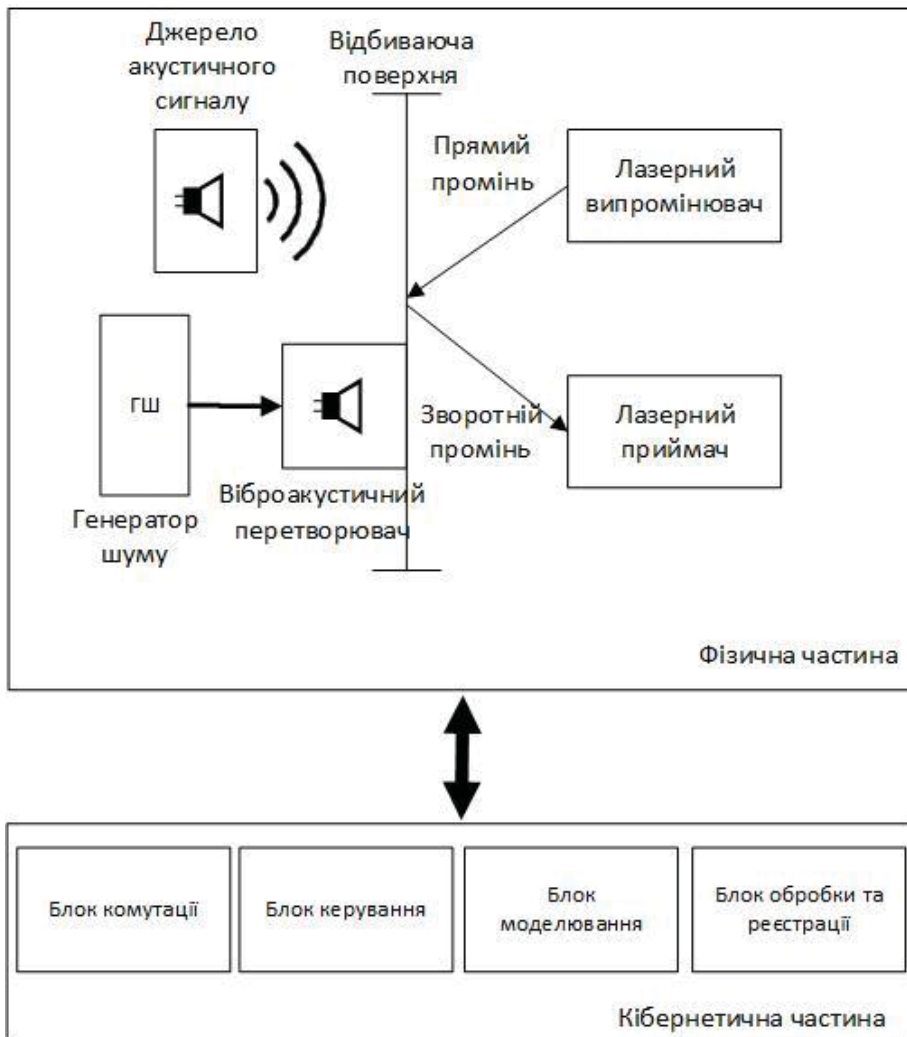 Джерело
акустичного
сигналу
Відбиваюча
поверхня
Прямий
промінь
Лазерний
випромінювач
ГШ
Генератор
шуму
Віброакустичний
перетворювач
Зворотній
промінь
Лазерний
приймач
Фізична частина
Блок комутації
Блок керування
Блок
моделювання
Блок обробки та
реєстрації
Кібернетична частина